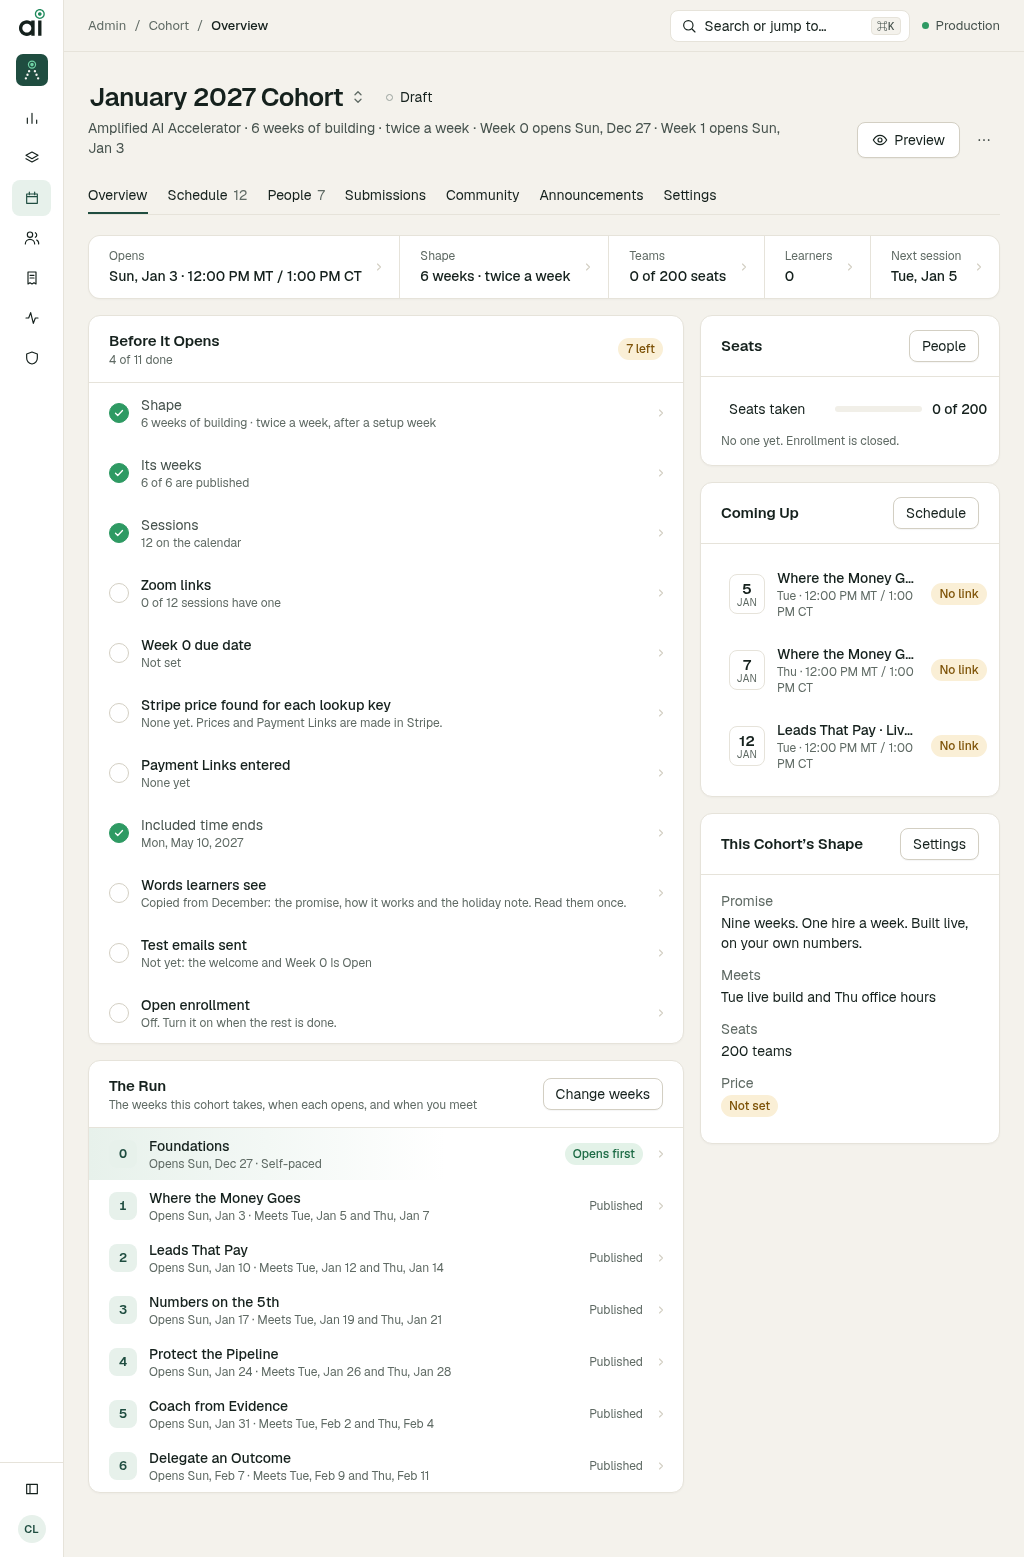 ai
Admin / Cohort / Overview
Search or jump to...
⌘K
Production
January 2027 Cohort
Draft
Amplified AI Accelerator · 6 weeks of building · twice a week · Week 0 opens Sun, Dec 27 · Week 1 opens Sun,
Jan 3
Preview
Overview
Schedule 12
People 7
Submissions
Community
Announcements
Settings
Opens
Sun, Jan 3 · 12:00 PM MT / 1:00 PM CT
Shape
6 weeks · twice a week
Teams
0 of 200 seats
Learners
0
Next session
Tue, Jan 5
Before It Opens
4 of 11 done
7 left
Shape
6 weeks of building · twice a week, after a setup week
Its weeks
6 of 6 are published
Sessions
12 on the calendar
Zoom links
0 of 12 sessions have one
Week 0 due date
Not set
Stripe price found for each lookup key
None yet. Prices and Payment Links are made in Stripe.
Payment Links entered
None yet
Included time ends
Mon, May 10, 2027
Words learners see
Copied from December: the promise, how it works and the holiday note. Read them once.
Test emails sent
Not yet: the welcome and Week 0 Is Open
Open enrollment
Off. Turn it on when the rest is done.
The Run
The weeks this cohort takes, when each opens, and when you meet
Change weeks
0
Foundations
Opens Sun, Dec 27 · Self-paced
Opens first
1
Where the Money Goes
Opens Sun, Jan 3 · Meets Tue, Jan 5 and Thu, Jan 7
Published
2
Leads That Pay
Opens Sun, Jan 10 · Meets Tue, Jan 12 and Thu, Jan 14
Published
3
Numbers on the 5th
Opens Sun, Jan 17 · Meets Tue, Jan 19 and Thu, Jan 21
Published
4
Protect the Pipeline
Opens Sun, Jan 24 · Meets Tue, Jan 26 and Thu, Jan 28
Published
5
Coach from Evidence
Opens Sun, Jan 31 · Meets Tue, Feb 2 and Thu, Feb 4
Published
6
Delegate an Outcome
Opens Sun, Feb 7 · Meets Tue, Feb 9 and Thu, Feb 11
Published
Seats
People
Seats taken
0 of 200
No one yet. Enrollment is closed.
Coming Up
Schedule
5
JAN
Where the Money G...
Tue · 12:00 PM MT / 1:00
PM CT
No link
7
JAN
Where the Money G...
Thu · 12:00 PM MT / 1:00
PM CT
No link
12
JAN
Leads That Pay · Liv...
Tue · 12:00 PM MT / 1:00
PM CT
No link
This Cohort’s Shape
Settings
Promise
Nine weeks. One hire a week. Built live,
on your own numbers.
Meets
Tue live build and Thu office hours
Seats
200 teams
Price
Not set
CL